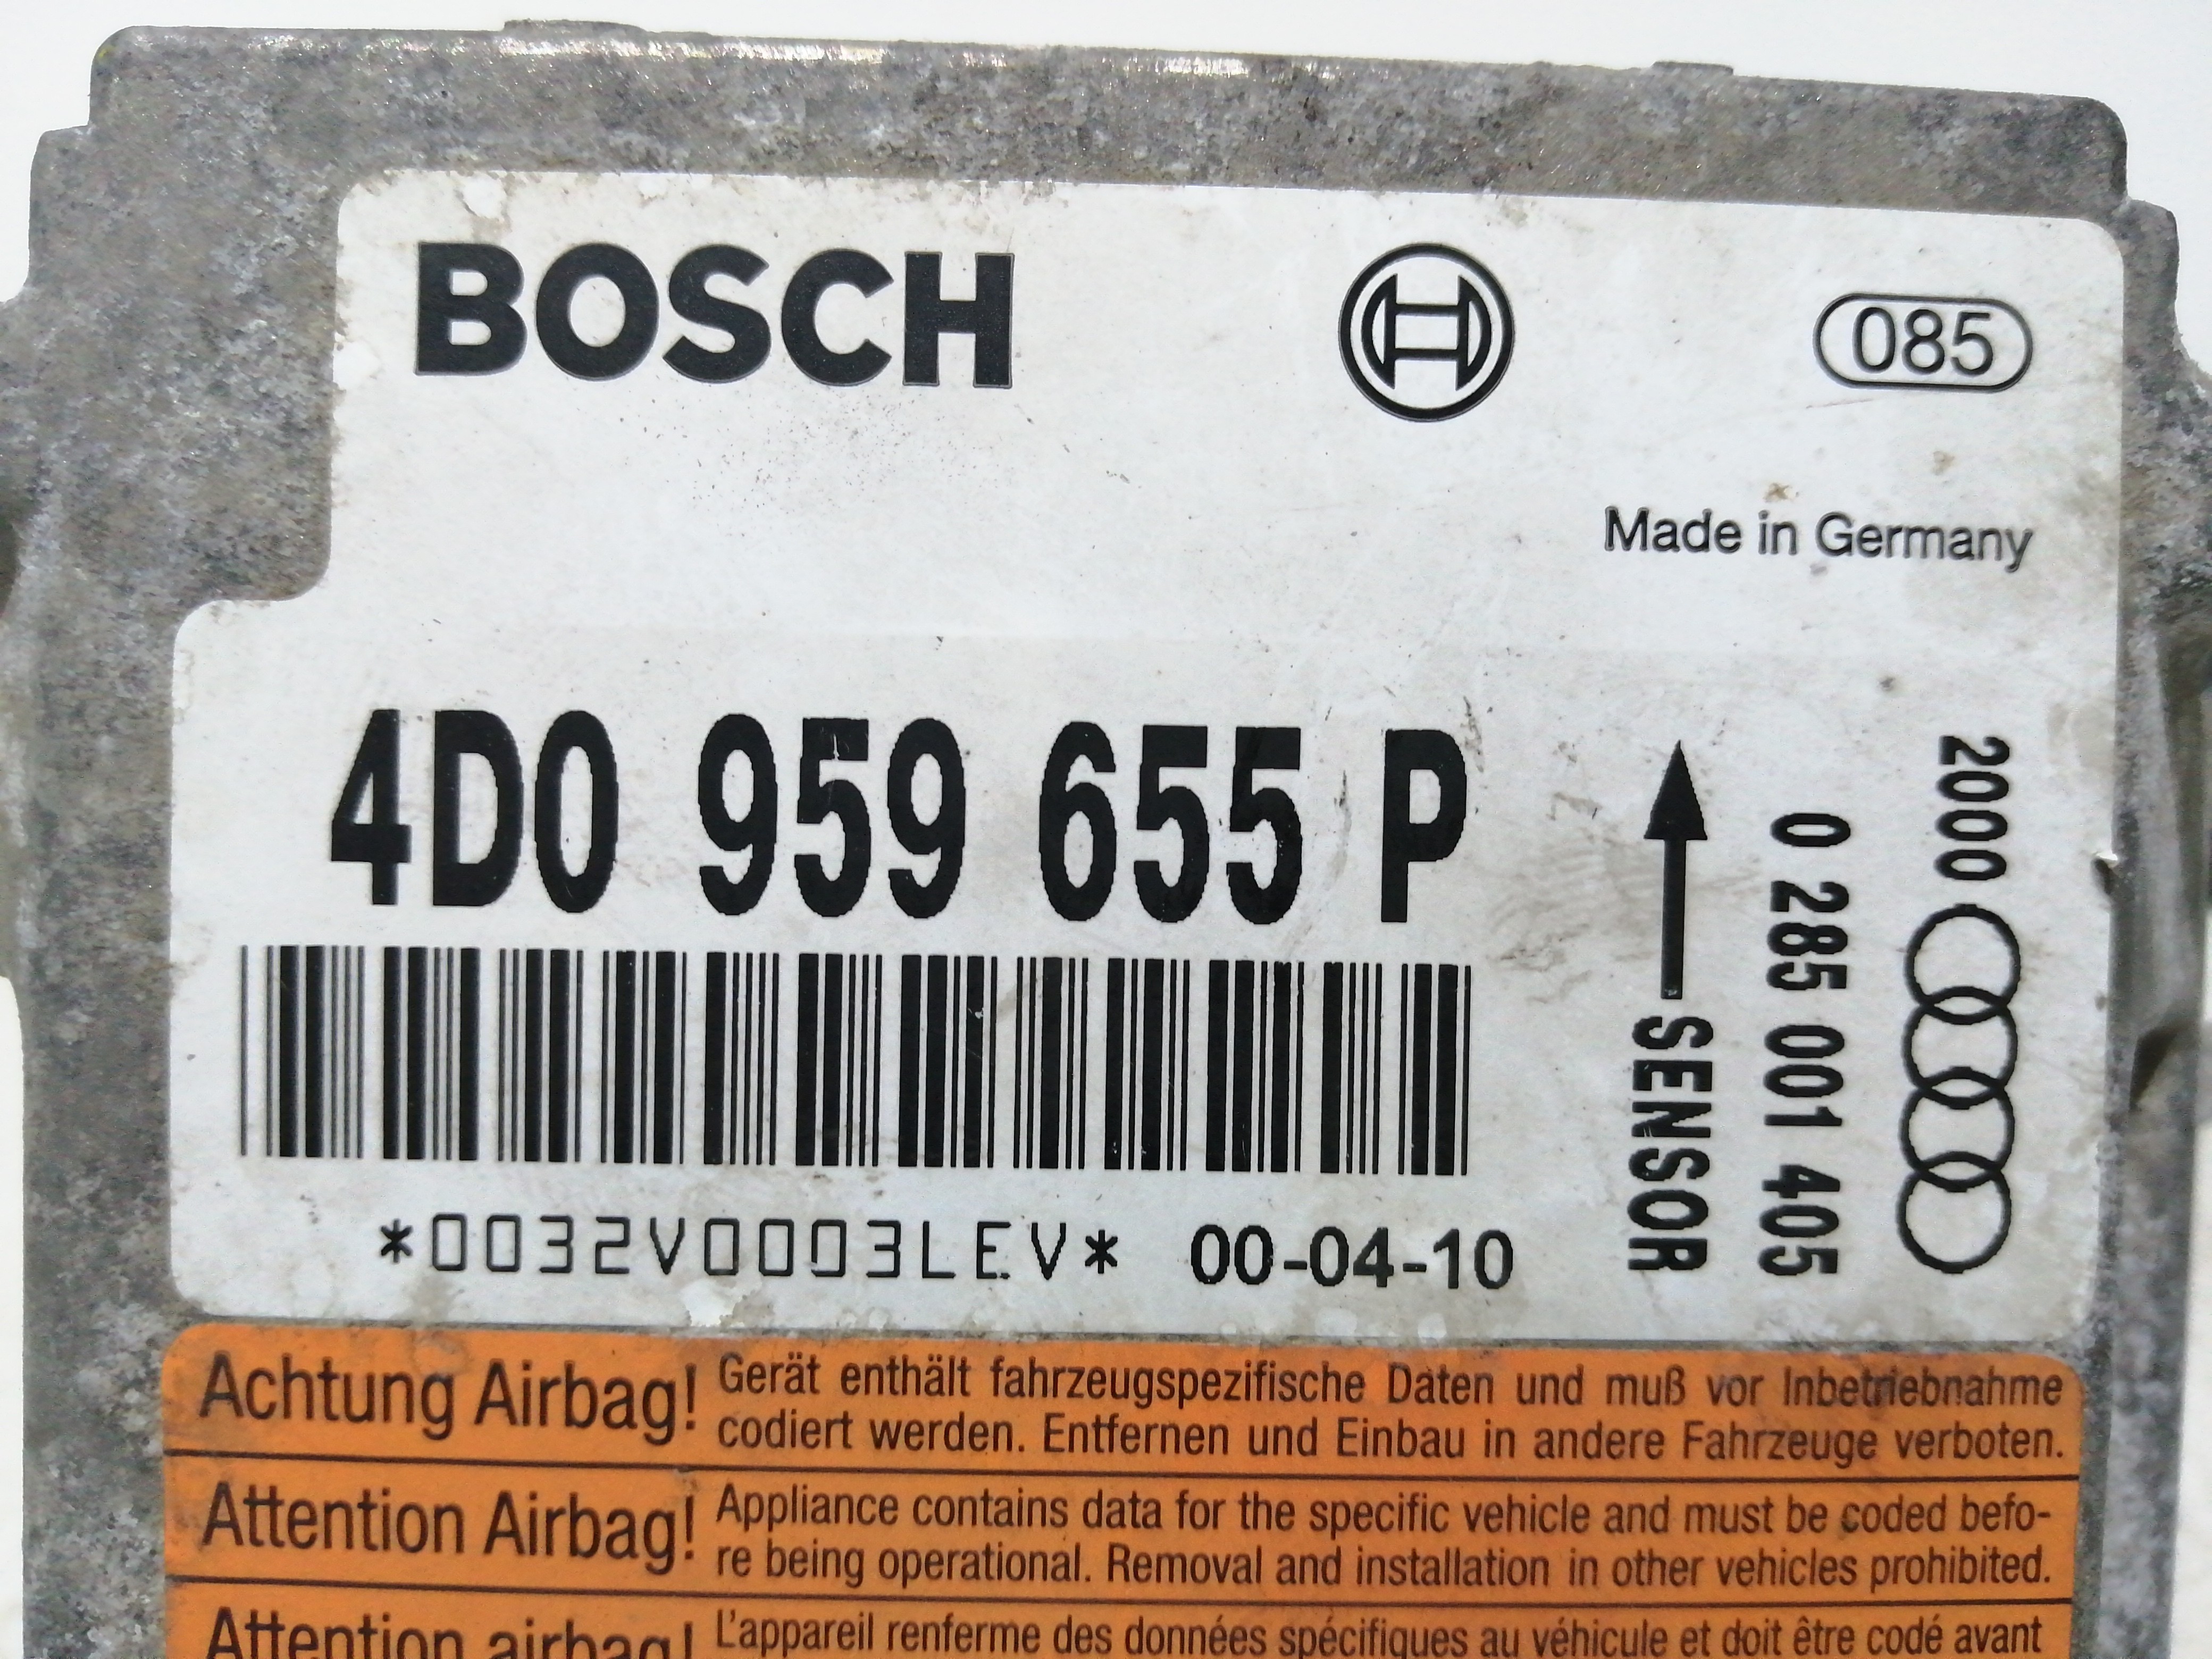 BOSCH
085
Made in Germany
4D0 959 655 P
*0032V0003LEV* 00-04-10
SENSOR
0 285 001 405
2000
Achtung Airbag! Gerät enthält fahrzeugspezifische Daten und muß vor Inbetriebnahme
codiert werden. Entfernen und Einbau in andere Fahrzeuge verboten.
Attention Airbag! Appliance contains data for the specific vehicle and must be coded befo-
re being operational. Removal and installation in other vehicles prohibited.
Attention airbag! L'appareil renferme des données spécifiques au véhicule et doit être codé avant